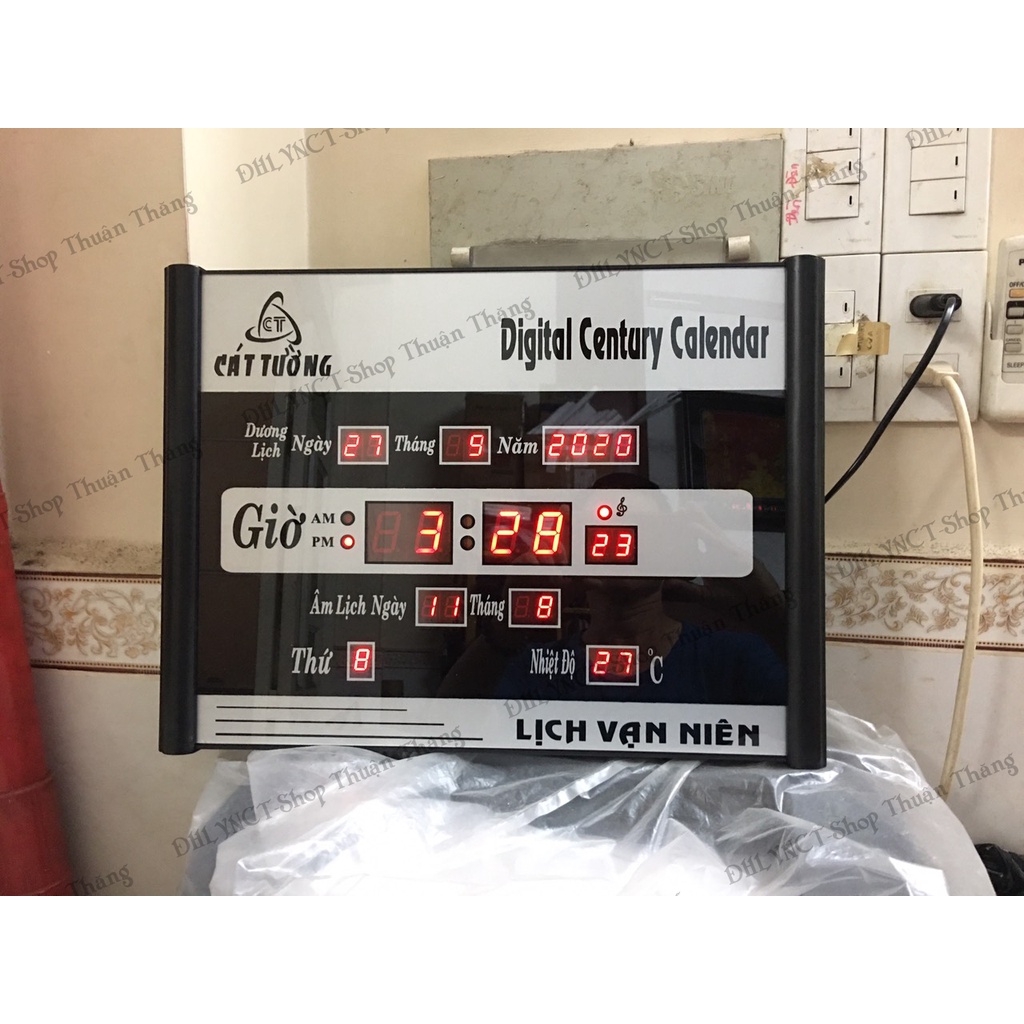 CT
CÁT TƯỜNG
Digital Century Calendar
Dương Lịch Ngày 27 Tháng 9 Năm 2020
Giờ AM PM 3 28 23
Âm Lịch Ngày 11 Tháng 8
Thứ 8 Nhiệt Độ 27 °C
LỊCH VẠN NIÊN
ĐHLYNCT-Shop Thuận Thăng